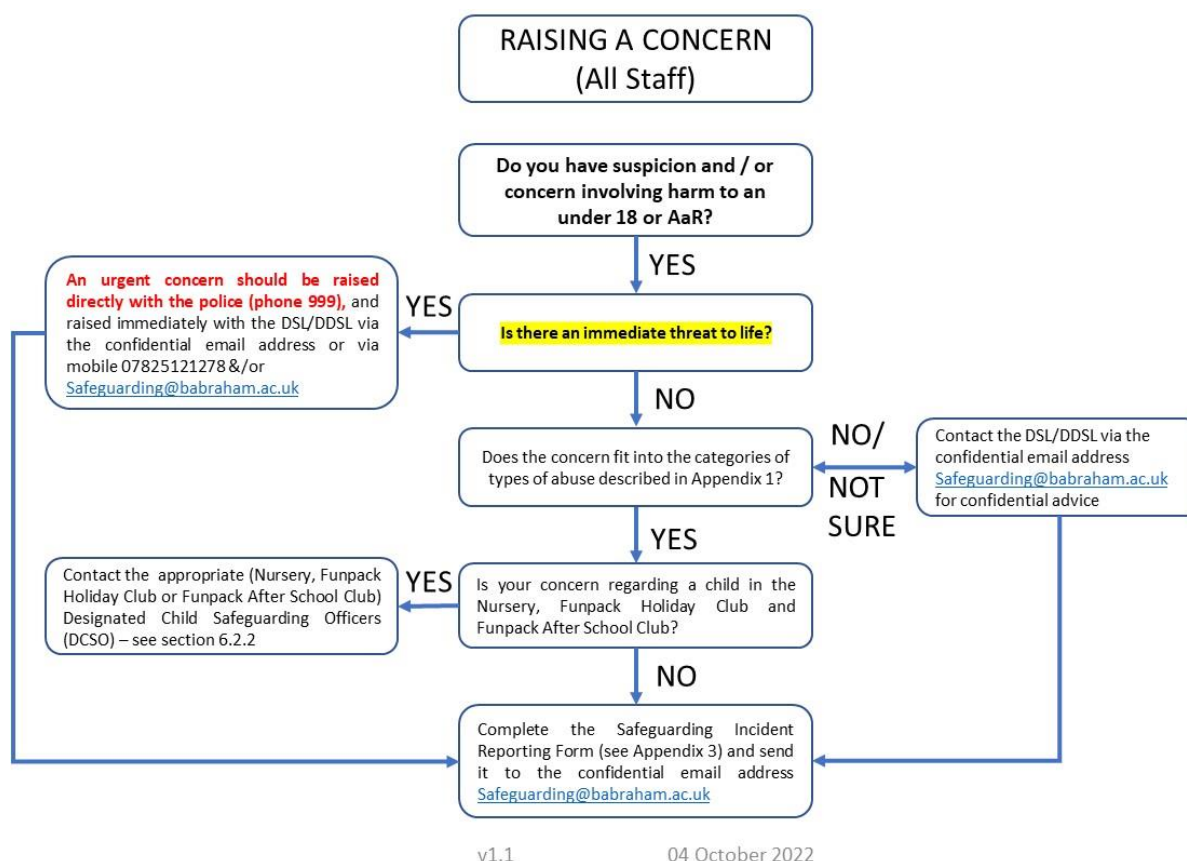 RAISING A CONCERN
(All Staff)
Do you have suspicion and / or
concern involving harm to an
under 18 or AaR?
YES
An urgent concern should be raised
directly with the police (phone 999), and
raised immediately with the DSL/DDSL via
the confidential email address or via
mobile 07825121278 &/or
Safeguarding@babraham.ac.uk
YES
Is there an immediate threat to life?
NO
Does the concern fit into the categories of
types of abuse described in Appendix 1?
NO/
NOT
SURE
Contact the DSL/DDSL via the
confidential email address
Safeguarding@babraham.ac.uk
for confidential advice
YES
Contact the appropriate (Nursery, Funpack
Holiday Club or Funpack After School Club)
Designated Child Safeguarding Officers
(DCSO) – see section 6.2.2
YES
Is your concern regarding a child in the
Nursery, Funpack Holiday Club and
Funpack After School Club?
NO
Complete the Safeguarding Incident
Reporting Form (see Appendix 3) and send
it to the confidential email address
Safeguarding@babraham.ac.uk
v1.1 04 October 2022